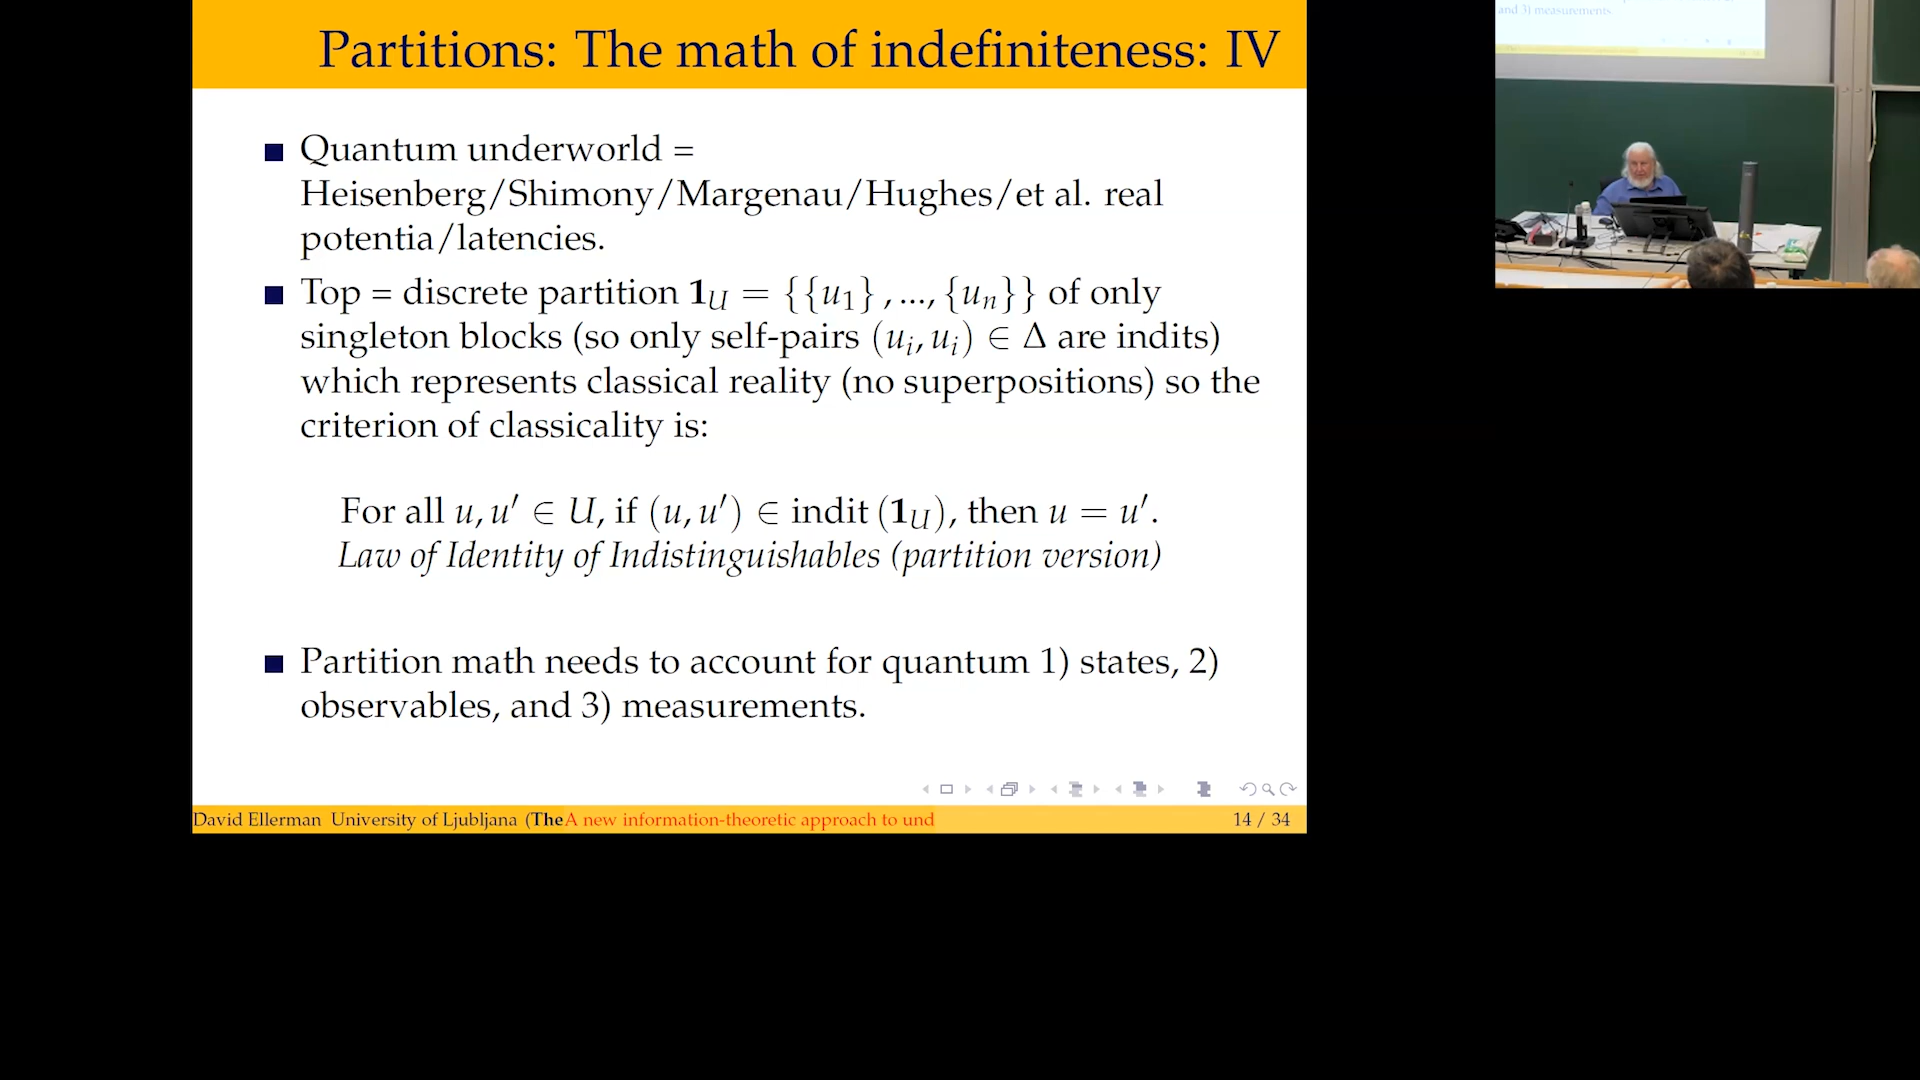 Partitions: The math of indefiniteness: IV
Quantum underworld =
Heisenberg/Shimony/Margenau/Hughes/et al. real
potentia/latencies.
Top = discrete partition 𝟏_U = {{u_1}, ..., {u_n}} of only
singleton blocks (so only self-pairs (u_i, u_i) ∈ Δ are indits)
which represents classical reality (no superpositions) so the
criterion of classicality is:
For all u, u′ ∈ U, if (u, u′) ∈ indit (𝟏_U), then u = u′.
Law of Identity of Indistinguishables (partition version)
Partition math needs to account for quantum 1) states, 2)
observables, and 3) measurements.
David Ellerman University of Ljubljana (The A new information-theoretic approach to und
14 / 34
and 3) measurements